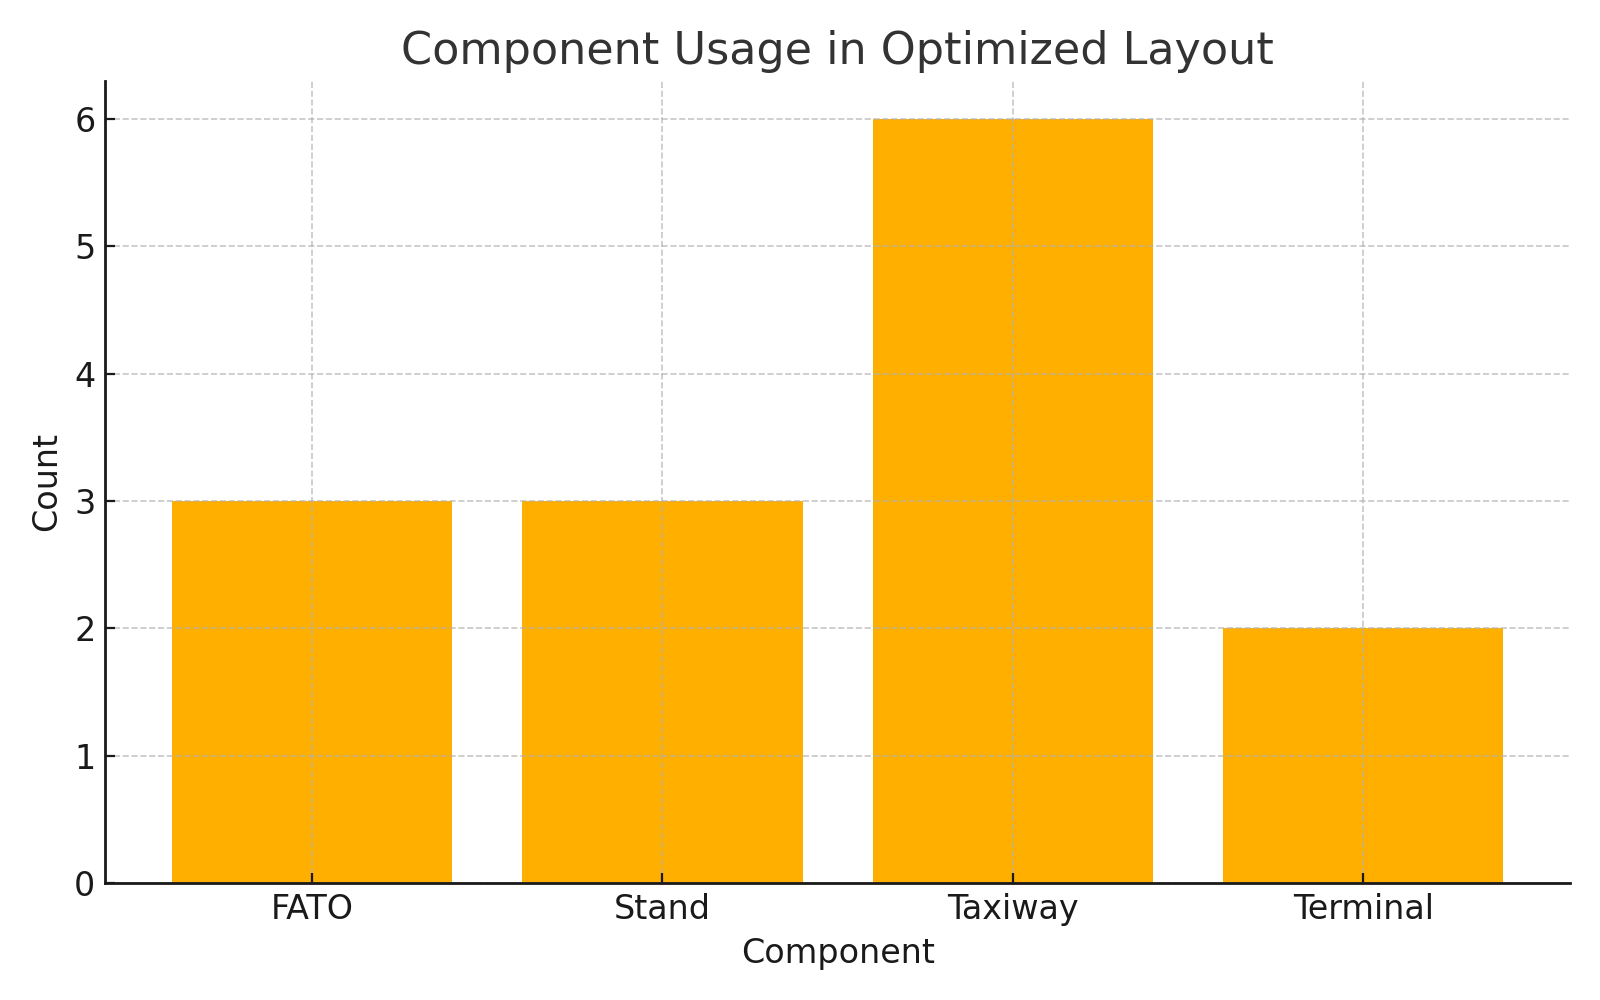 Component Usage in Optimized Layout
6
5
4
3
2
1
0
Count
FATO Stand Taxiway Terminal
Component